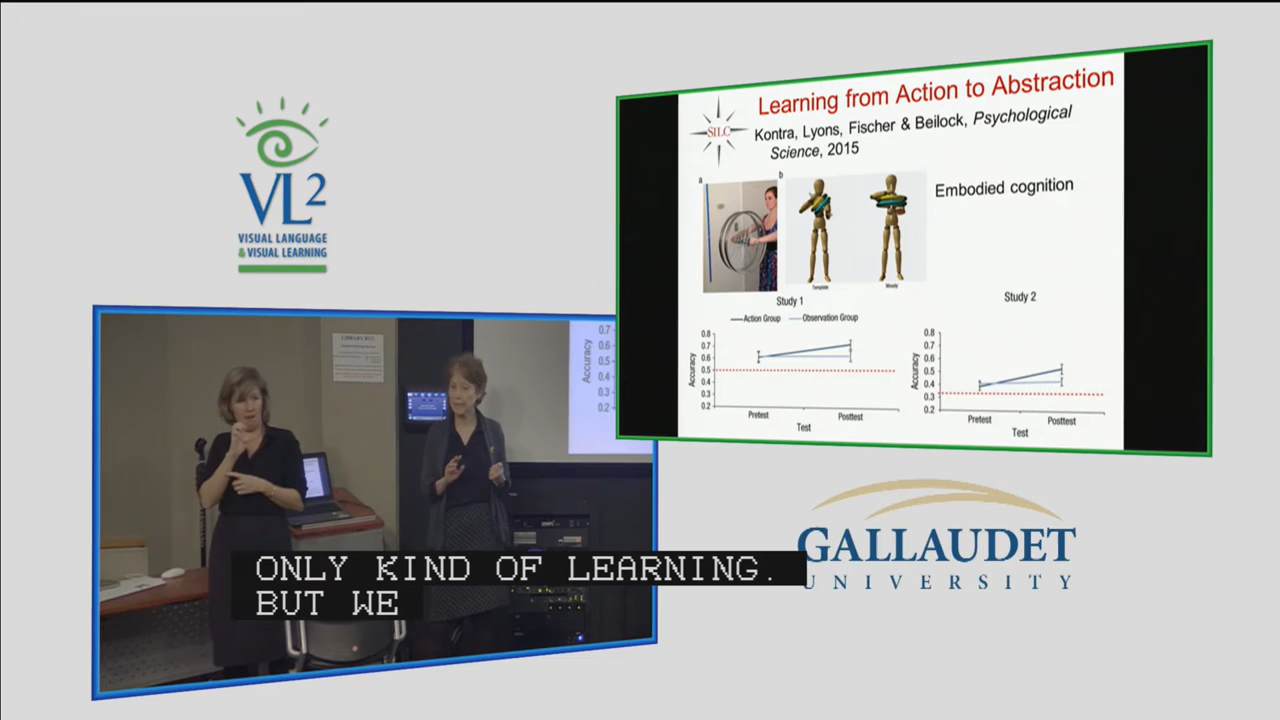 VL2
VISUAL LANGUAGE
& VISUAL LEARNING
SILC
Learning from Action to Abstraction
Kontra, Lyons, Fischer & Beilock, Psychological
Science, 2015
a
b
Embodied cognition
Template
Study 1
Study 2
Action Group
Observation Group
0.8
0.7
0.6
0.5
0.4
0.3
0.2
Accuracy
Pretest
Posttest
Test
0.8
0.7
0.6
0.5
0.4
0.3
0.2
Accuracy
Pretest
Posttest
Test
0.7
0.6
0.5
0.4
0.3
0.2
Accuracy
ONLY KIND OF LEARNING.
BUT WE
GALLAUDET
UNIVERSITY